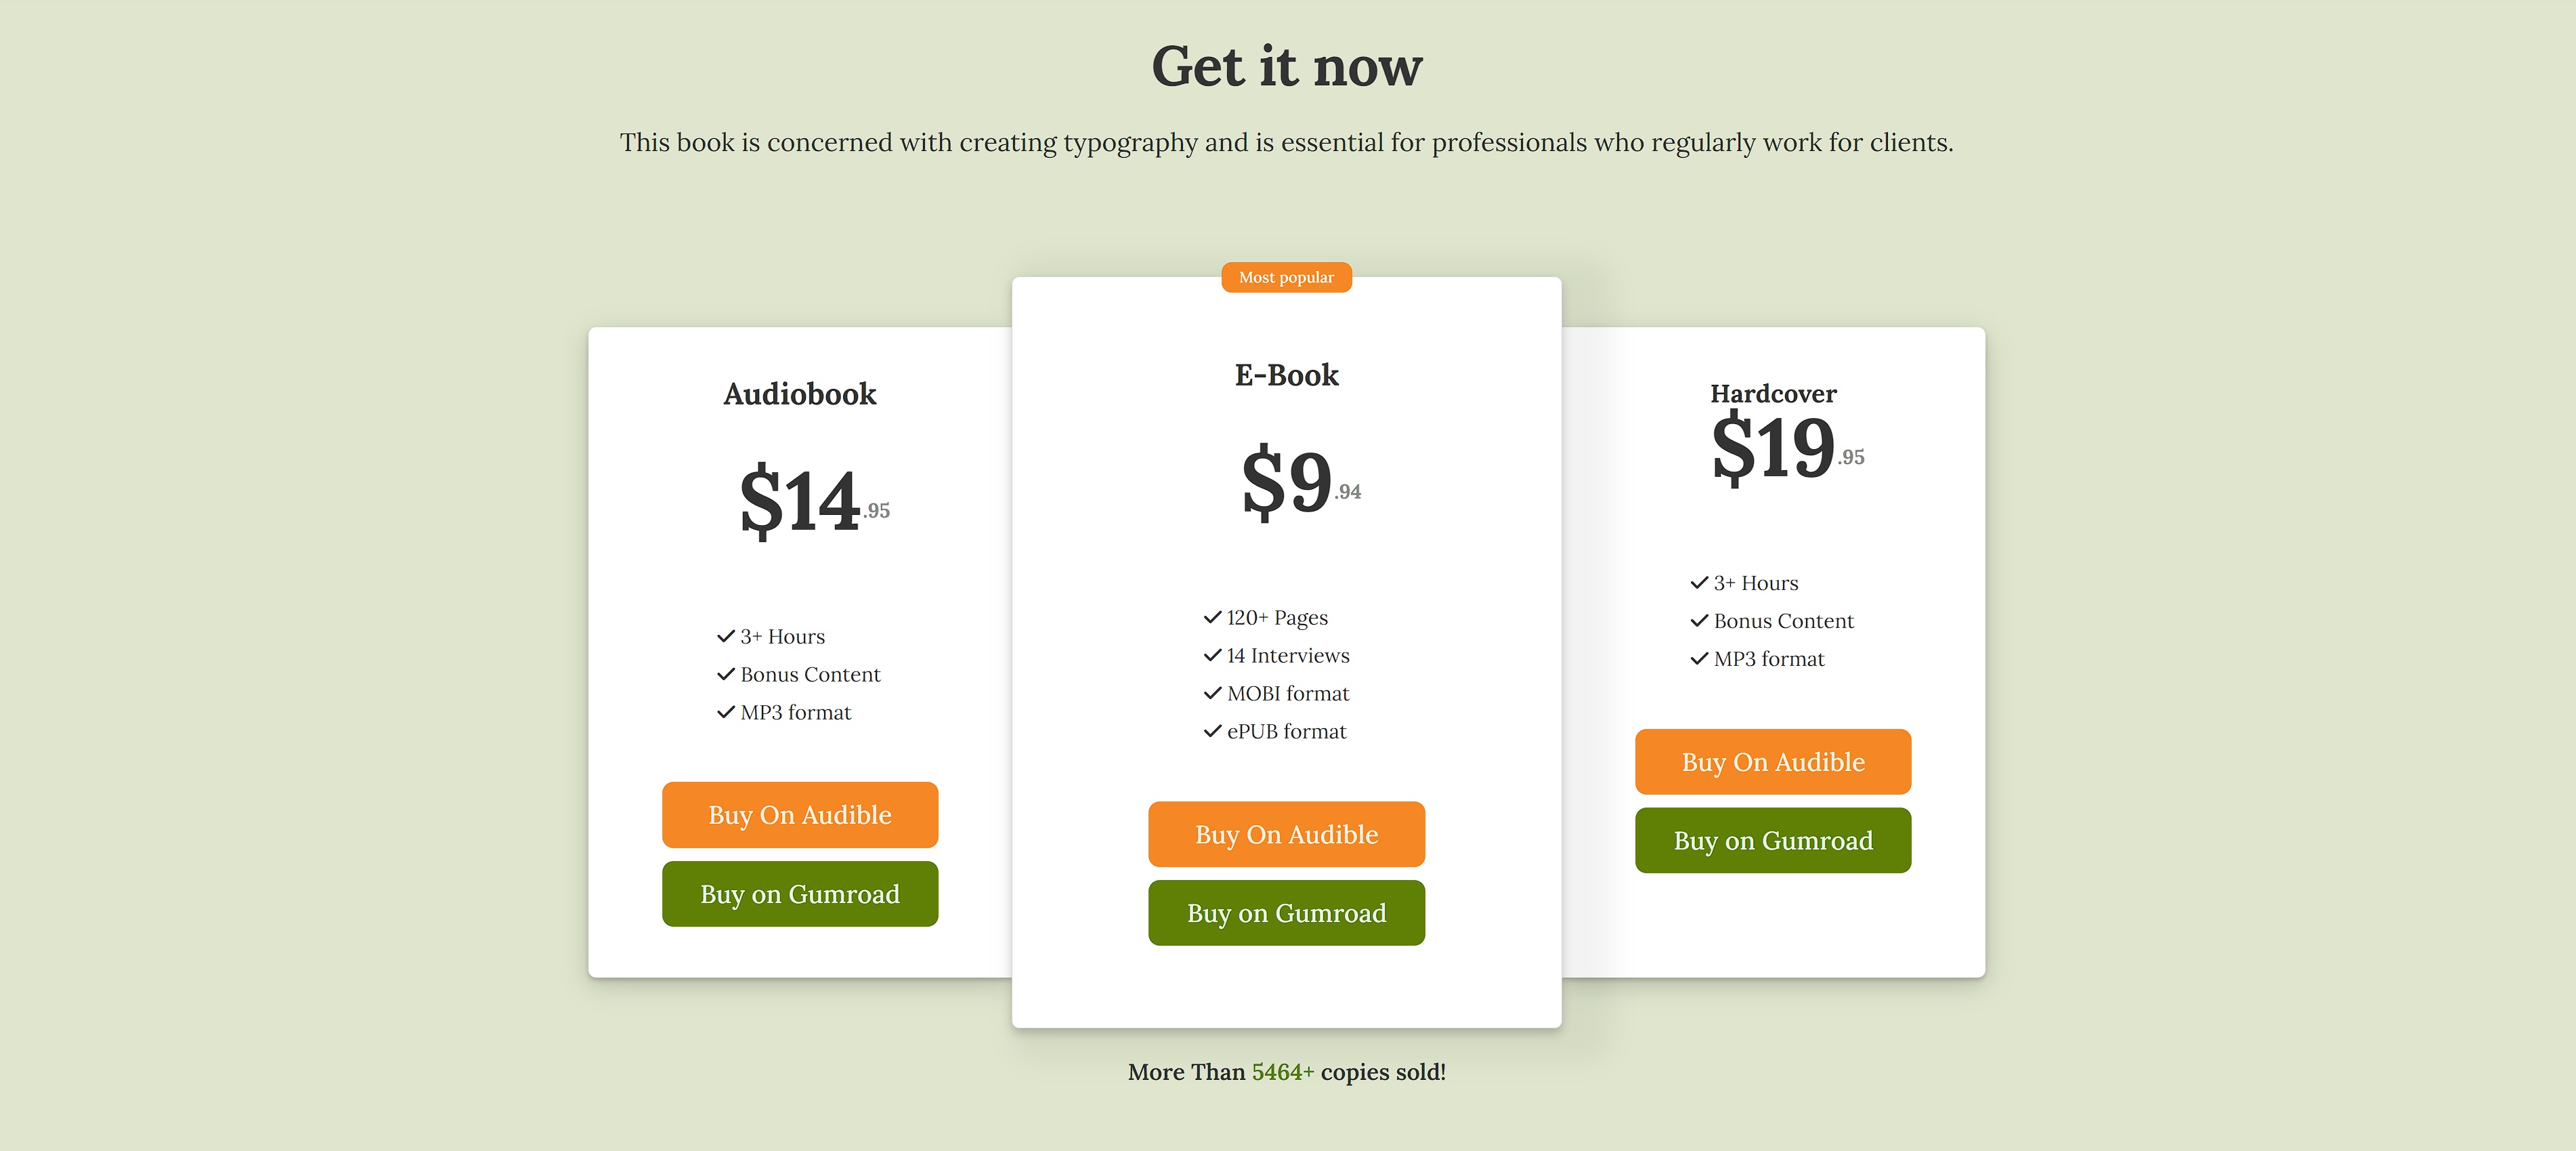 Get it now
This book is concerned with creating typography and is essential for professionals who regularly work for clients.
Audiobook
$14.95
3+ Hours
Bonus Content
MP3 format
Buy On Audible
Buy on Gumroad
Most popular
E-Book
$9.94
120+ Pages
14 Interviews
MOBI format
ePUB format
Buy On Audible
Buy on Gumroad
Hardcover
$19.95
3+ Hours
Bonus Content
MP3 format
Buy On Audible
Buy on Gumroad
More Than 5464+ copies sold!